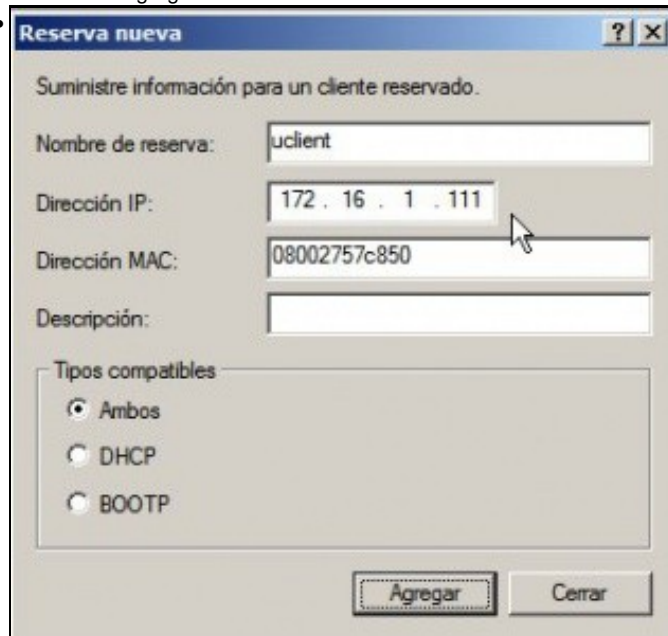 Reserva nueva
Suministre información para un cliente reservado.
Nombre de reserva: uclient
Dirección IP: 172 . 16 . 1 . 111
Dirección MAC: 08002757c850
Descripción:
Tipos compatibles
Ambos
DHCP
BOOTP
Agregar Cerrar